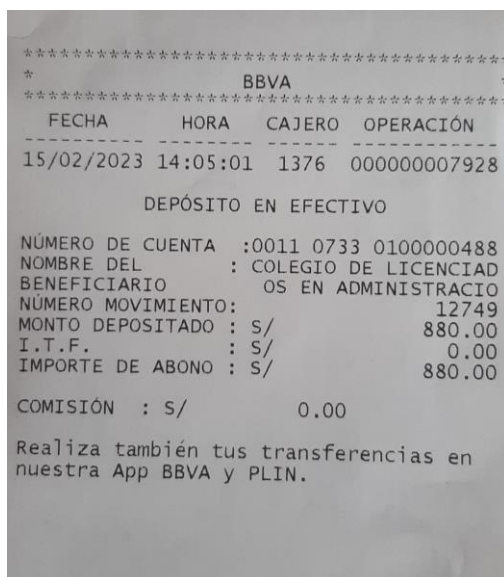 ****************************************
* BBVA *
****************************************
FECHA HORA CAJERO OPERACIÓN
---------- -------- ------ ------------
15/02/2023 14:05:01 1376 000000007928
DEPÓSITO EN EFECTIVO
NÚMERO DE CUENTA :0011 0733 0100000488
NOMBRE DEL : COLEGIO DE LICENCIAD
BENEFICIARIO OS EN ADMINISTRACIO
NÚMERO MOVIMIENTO: 12749
MONTO DEPOSITADO : S/ 880.00
I.T.F. : S/ 0.00
IMPORTE DE ABONO : S/ 880.00
COMISIÓN : S/ 0.00
Realiza también tus transferencias en
nuestra App BBVA y PLIN.